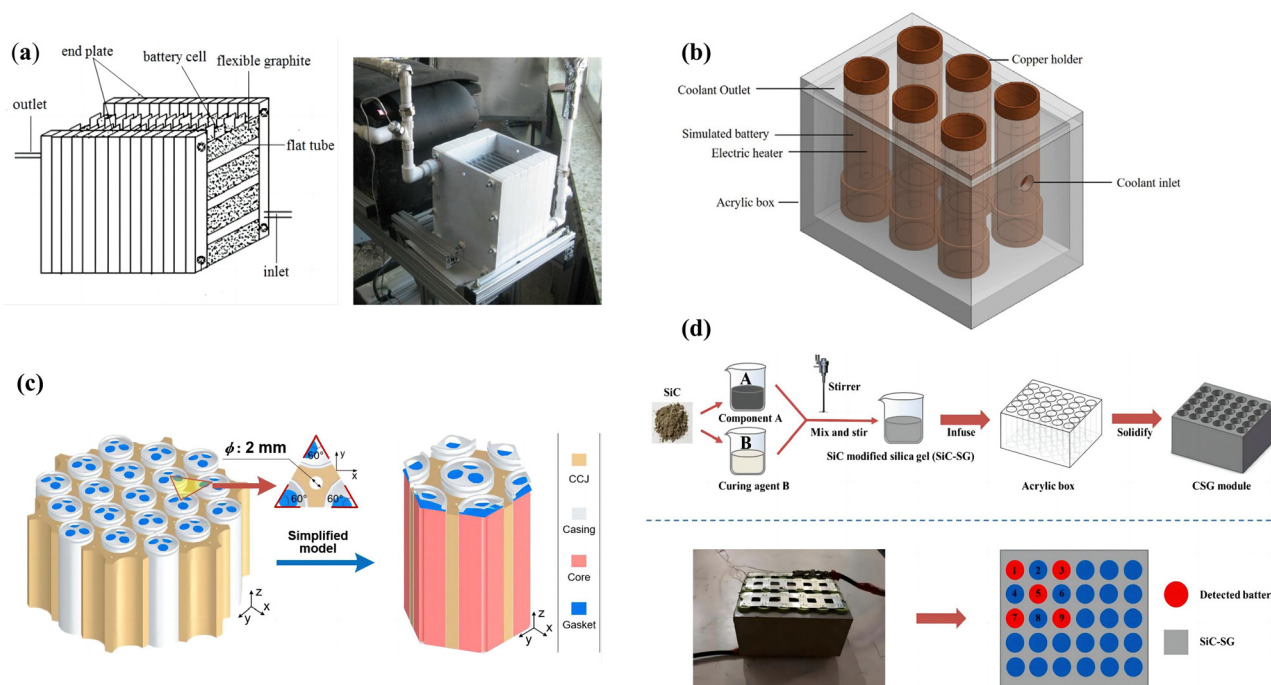 (a)
end plate
battery cell
flexible graphite
outlet
flat tube
inlet
(b)
Copper holder
Coolant Outlet
Simulated battery
Electric heater
Coolant inlet
Acrylic box
(c)
ϕ: 2 mm
60°
60°
60°
y
x
Simplified
model
z
x
y
z
x
y
CCJ
Casing
Core
Gasket
(d)
SiC
A
Component A
B
Curing agent B
Stirrer
Mix and stir
SiC modified silica gel (SiC-SG)
Infuse
Acrylic box
Solidify
CSG module
1 2 3
4 5 6
7 8 9
Detected batter
SiC-SG